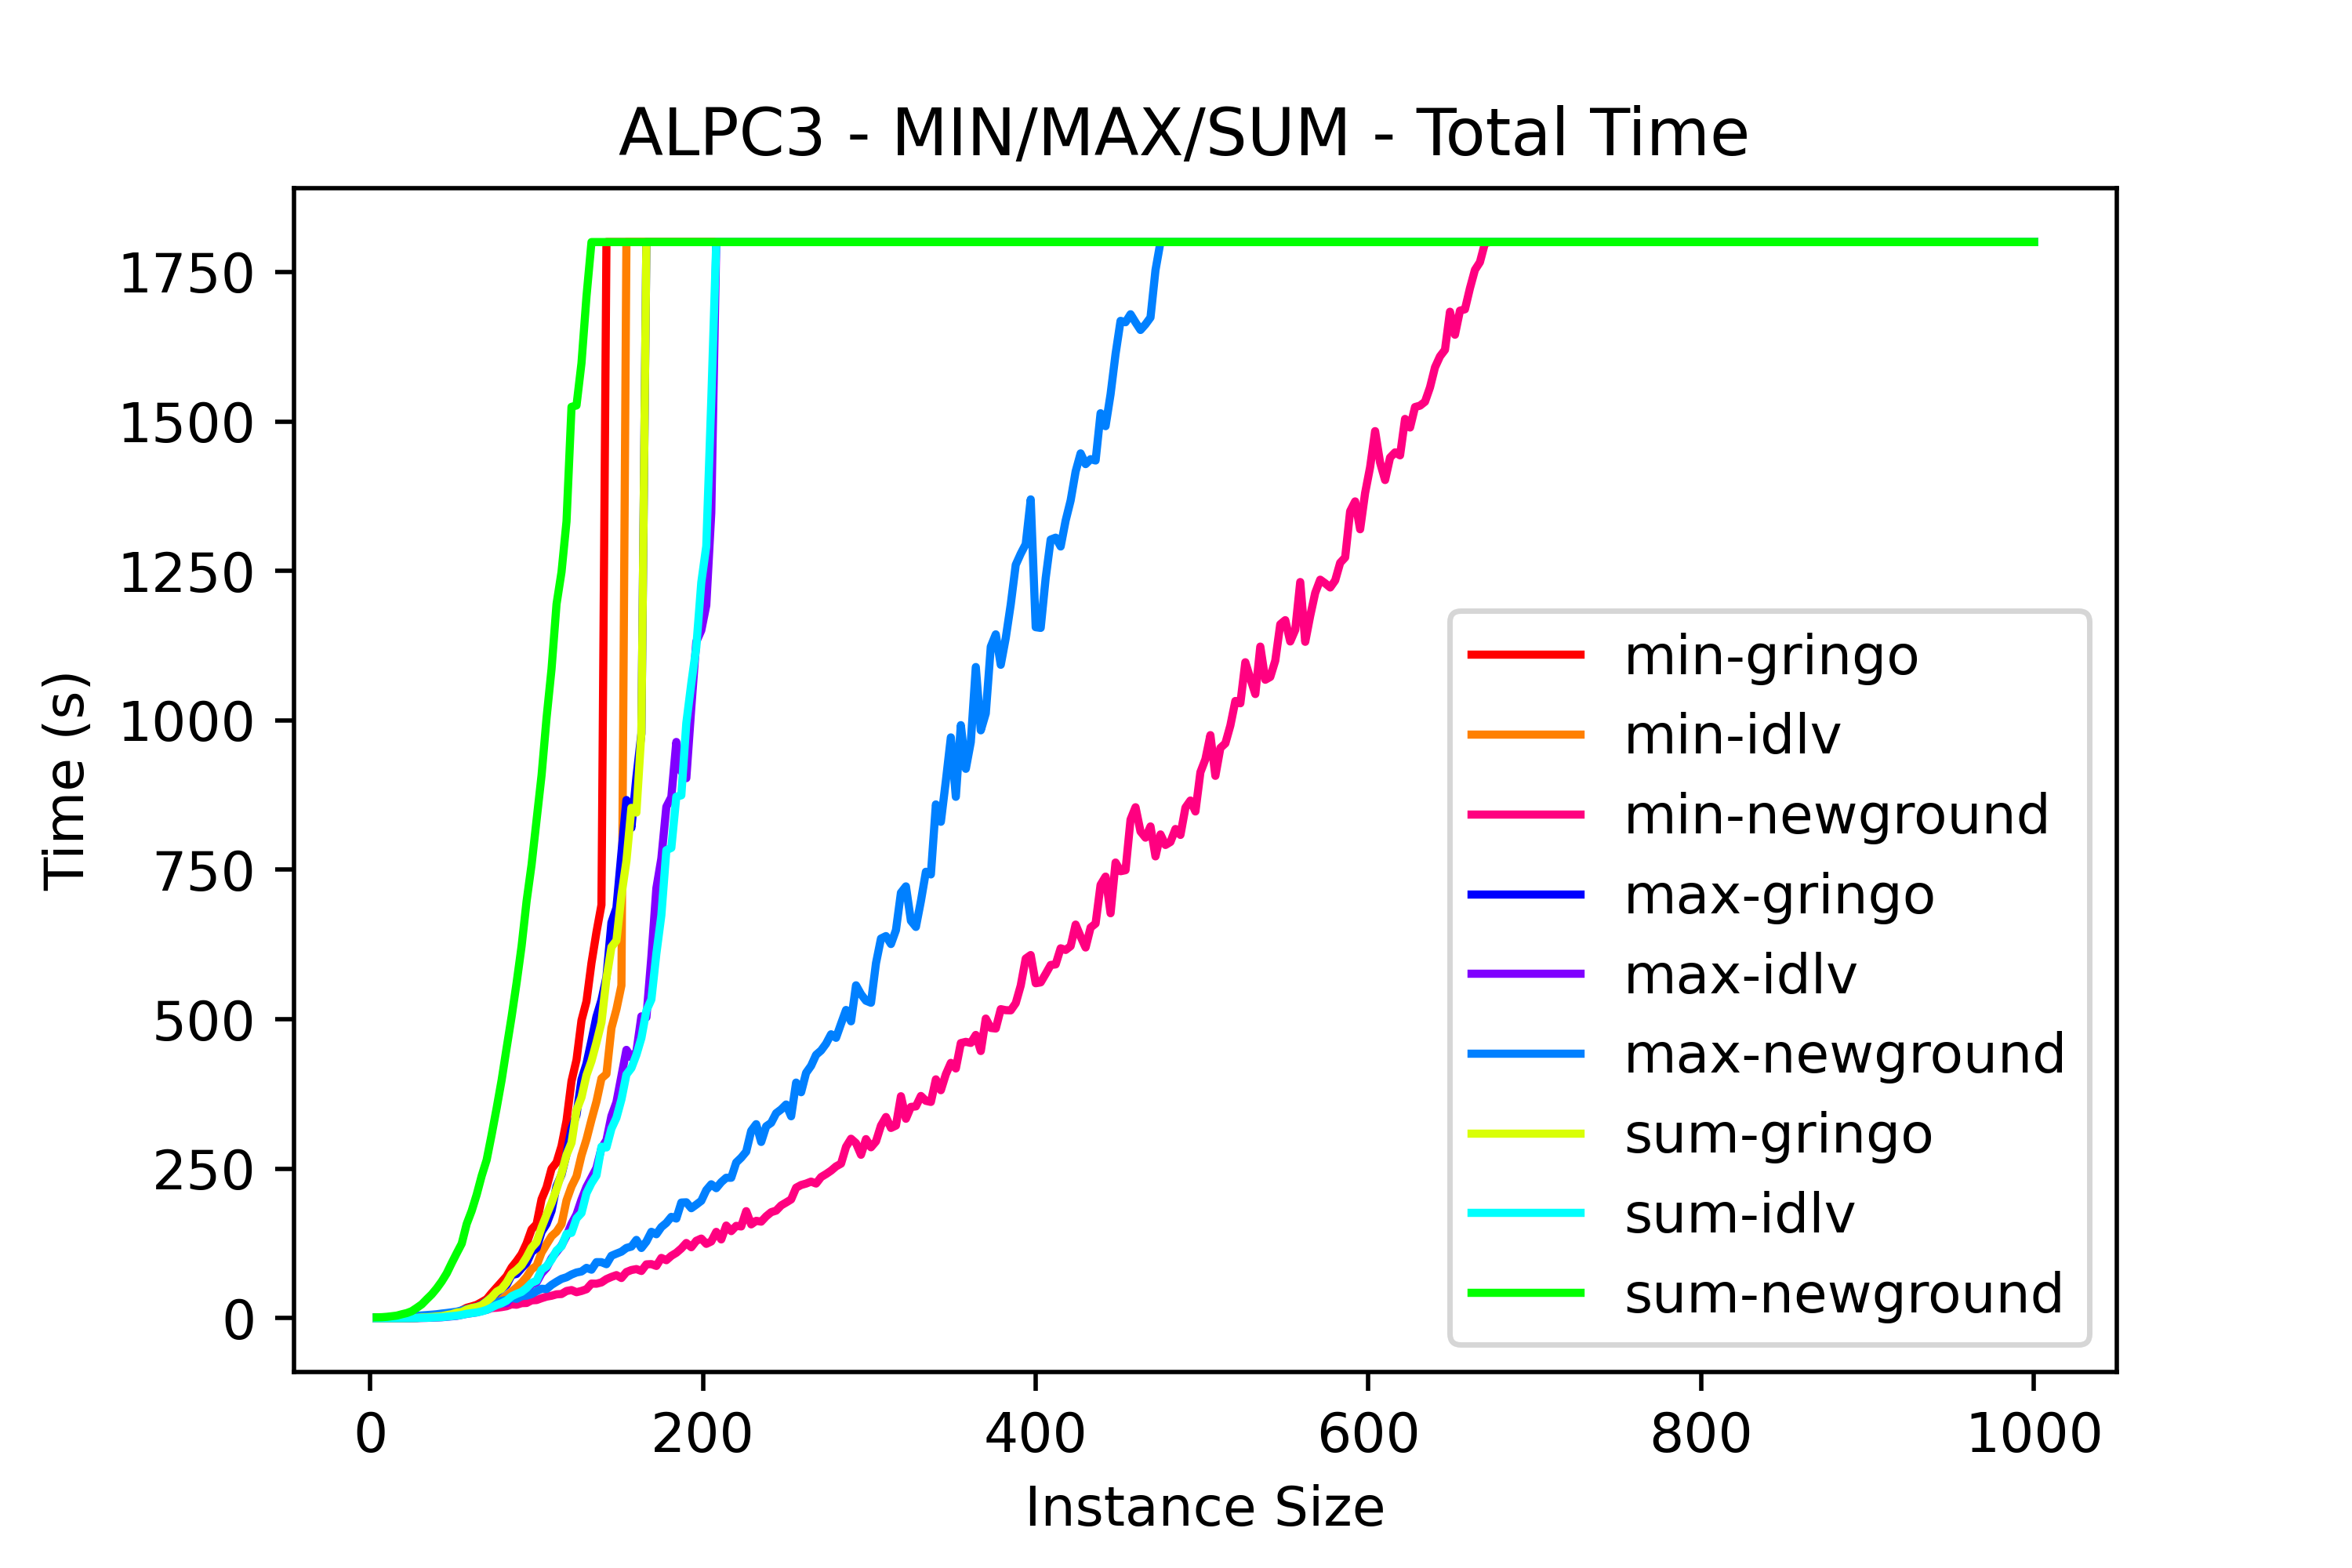 ALPC3 - MIN/MAX/SUM - Total Time
Time (s)
1750
1500
1250
1000
750
500
250
0
0 200 400 600 800 1000
Instance Size
min-gringo
min-idlv
min-newground
max-gringo
max-idlv
max-newground
sum-gringo
sum-idlv
sum-newground